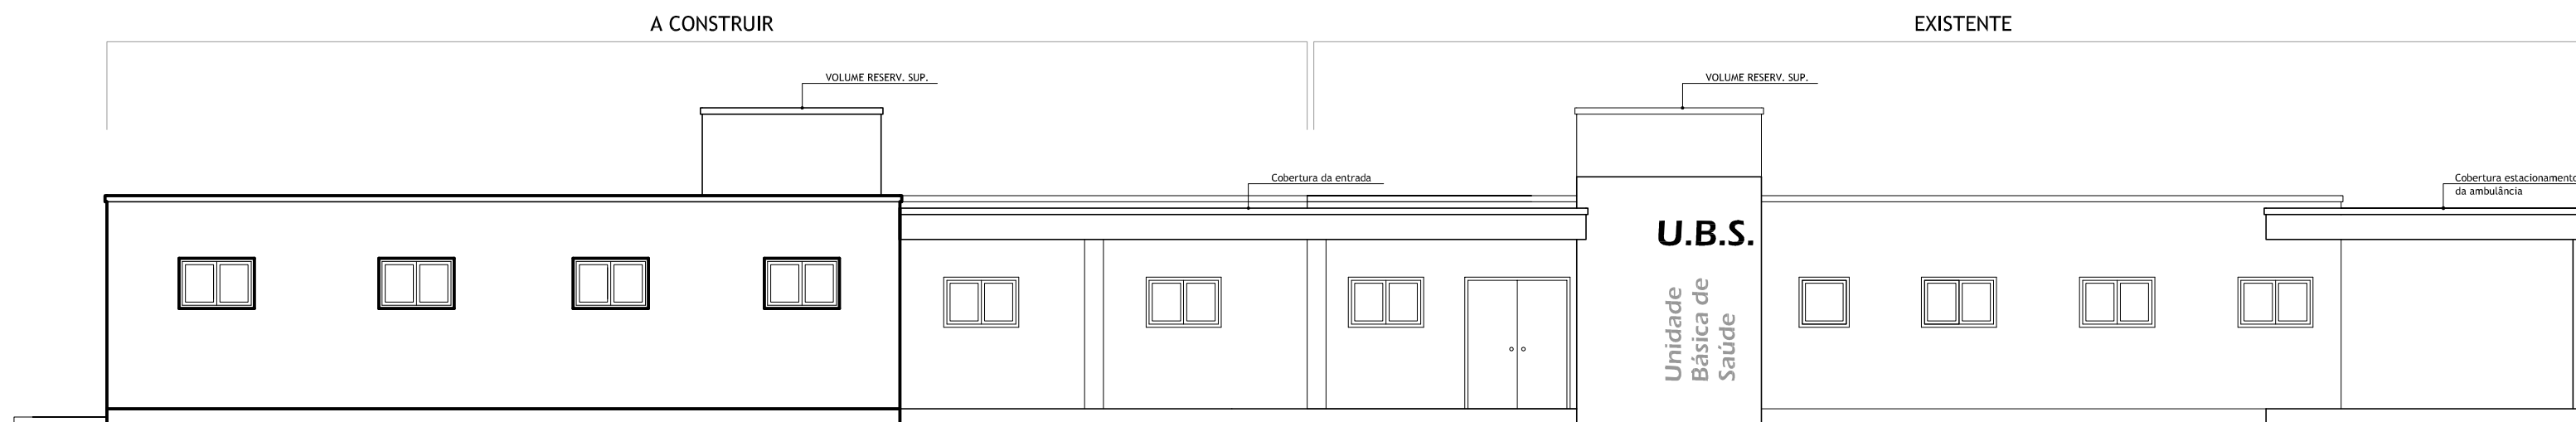 A CONSTRUIR
EXISTENTE
VOLUME RESERV. SUP.
VOLUME RESERV. SUP.
Cobertura da entrada
Cobertura estacionamento
da ambulância
U.B.S.
Unidade
Básica de
Saúde